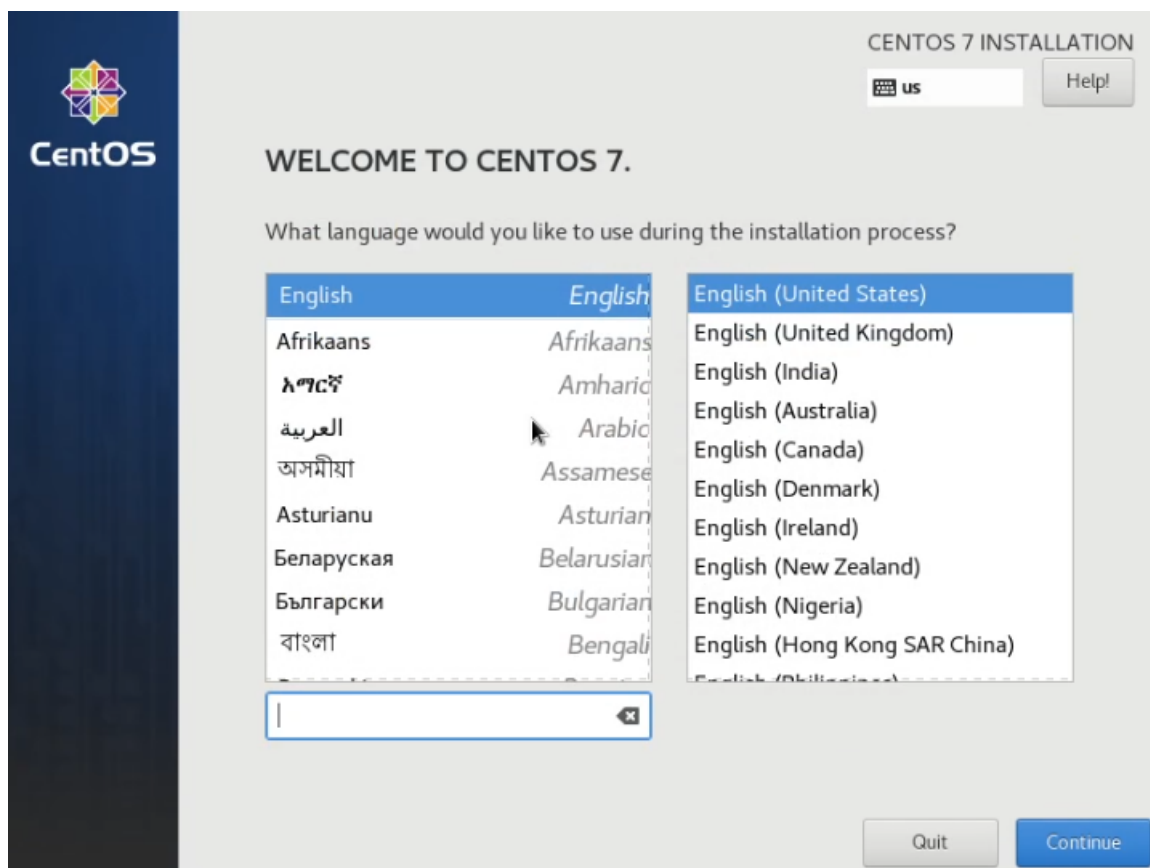 CENTOS 7 INSTALLATION
us
Help!
CentOS
WELCOME TO CENTOS 7.
What language would you like to use during the installation process?
English English
Afrikaans Afrikaans
አማርኛ Amharic
العربية Arabic
অসমীয়া Assamese
Asturianu Asturian
Беларуская Belarusian
Български Bulgarian
বাংলা Bengali
English (United States)
English (United Kingdom)
English (India)
English (Australia)
English (Canada)
English (Denmark)
English (Ireland)
English (New Zealand)
English (Nigeria)
English (Hong Kong SAR China)
English (Philippines)
Quit
Continue